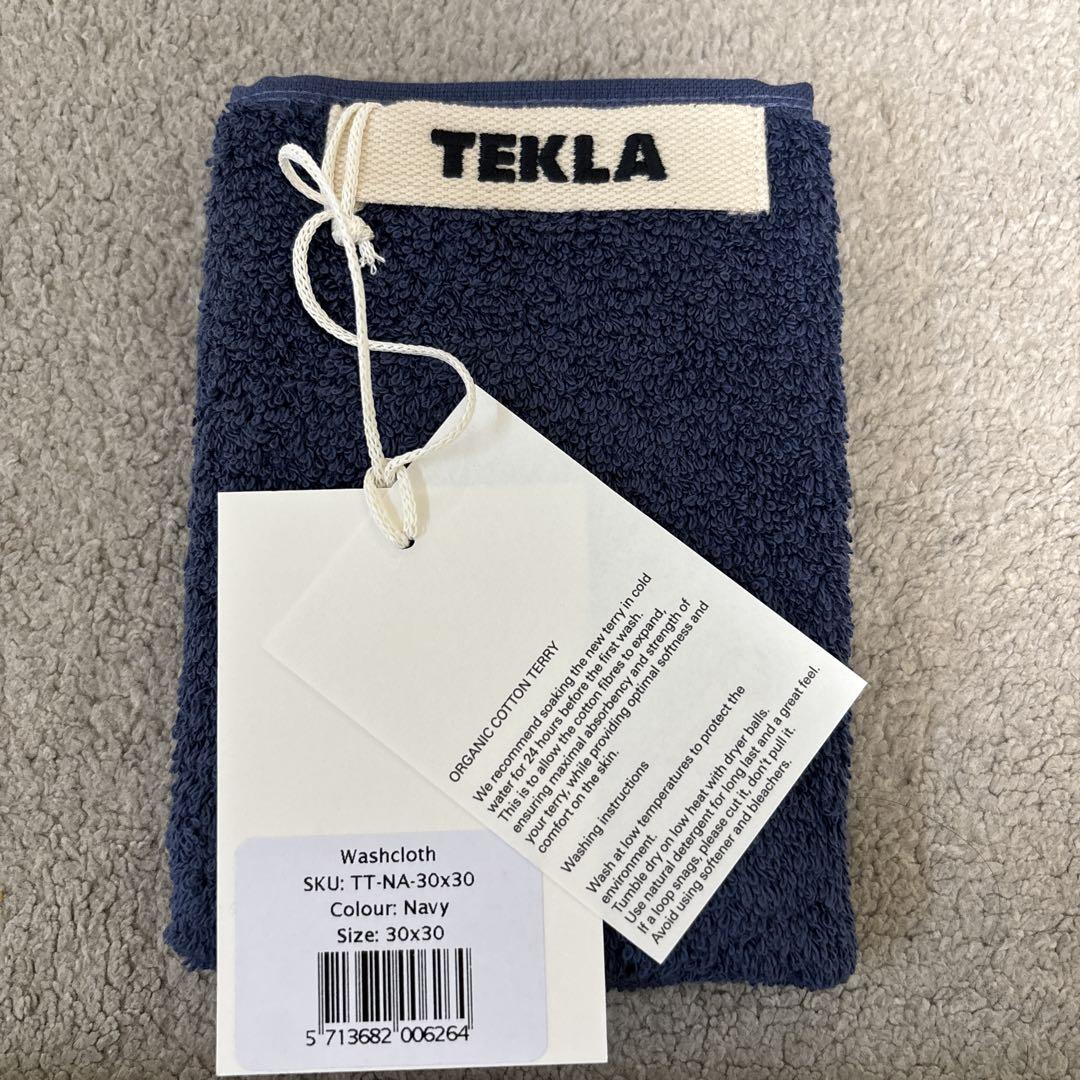 TEKLA
ORGANIC COTTON TERRY
We recommend soaking the new terry in cold
water for 24 hours before the first wash.
This is to allow the cotton fibres to expand,
ensuring maximal absorbency and strength of
your terry, while providing optimal softness and
comfort on the skin.
Washing instructions
Wash at low temperatures to protect the
environment.
Tumble dry on low heat with dryer balls.
Use natural detergent for long last and a great feel.
If a loop snags, please cut it, don't pull it.
Avoid using softener and bleachers.
Washcloth
SKU: TT-NA-30x30
Colour: Navy
Size: 30x30
5 713682 006264